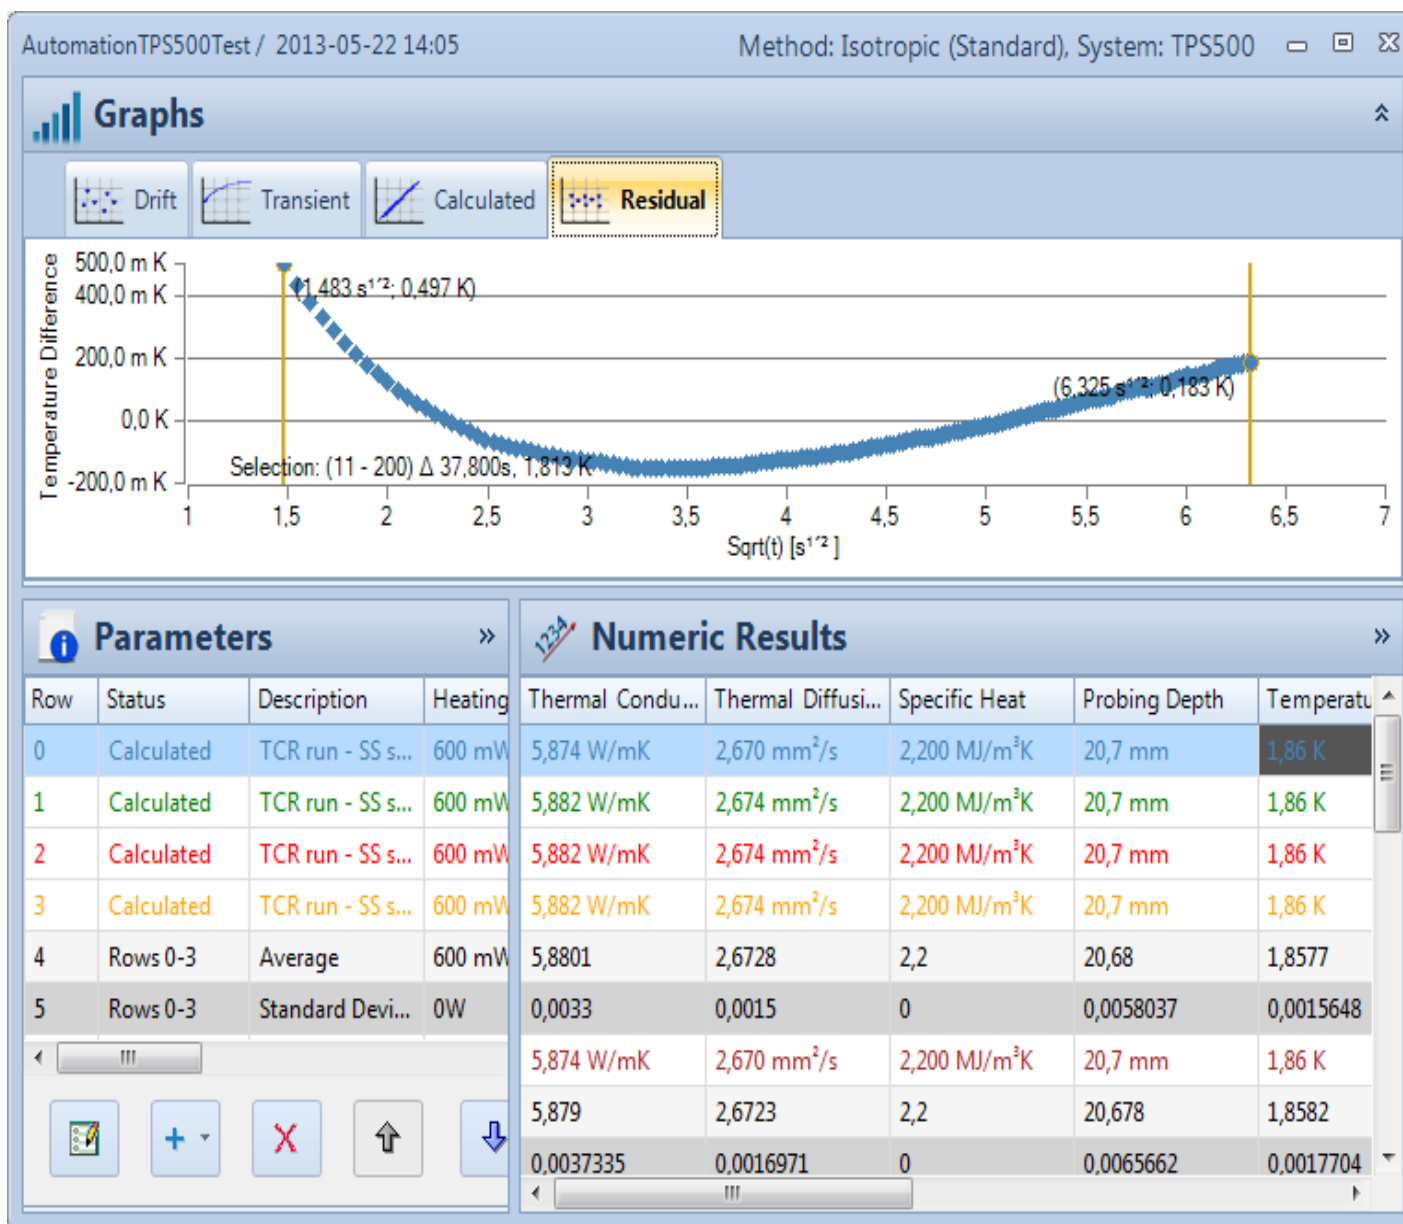 AutomationTPS500Test / 2013-05-22 14:05 Method: Isotropic (Standard), System: TPS500
Graphs
Drift Transient Calculated Residual
Temperature Difference
500,0 m K
400,0 m K
200,0 m K
0,0 K
-200,0 m K
(1,483 s¹´²; 0,497 K)
(6,325 s¹´²; 0,183 K)
Selection: (11 - 200) Δ 37,800s, 1,813 K
1 1,5 2 2,5 3 3,5 4 4,5 5 5,5 6 6,5 7
Sqrt(t) [s¹´² ]
Parameters
Row Status Description Heating
0 Calculated TCR run - SS s... 600 mW
1 Calculated TCR run - SS s... 600 mW
2 Calculated TCR run - SS s... 600 mW
3 Calculated TCR run - SS s... 600 mW
4 Rows 0-3 Average 600 mW
5 Rows 0-3 Standard Devi... 0W
Numeric Results
Thermal Condu... Thermal Diffusi... Specific Heat Probing Depth Temperatu
5,874 W/mK 2,670 mm²/s 2,200 MJ/m³K 20,7 mm 1,86 K
5,882 W/mK 2,674 mm²/s 2,200 MJ/m³K 20,7 mm 1,86 K
5,882 W/mK 2,674 mm²/s 2,200 MJ/m³K 20,7 mm 1,86 K
5,882 W/mK 2,674 mm²/s 2,200 MJ/m³K 20,7 mm 1,86 K
5,8801 2,6728 2,2 20,68 1,8577
0,0033 0,0015 0 0,0058037 0,0015648
5,874 W/mK 2,670 mm²/s 2,200 MJ/m³K 20,7 mm 1,86 K
5,879 2,6723 2,2 20,678 1,8582
0,0037335 0,0016971 0 0,0065662 0,0017704